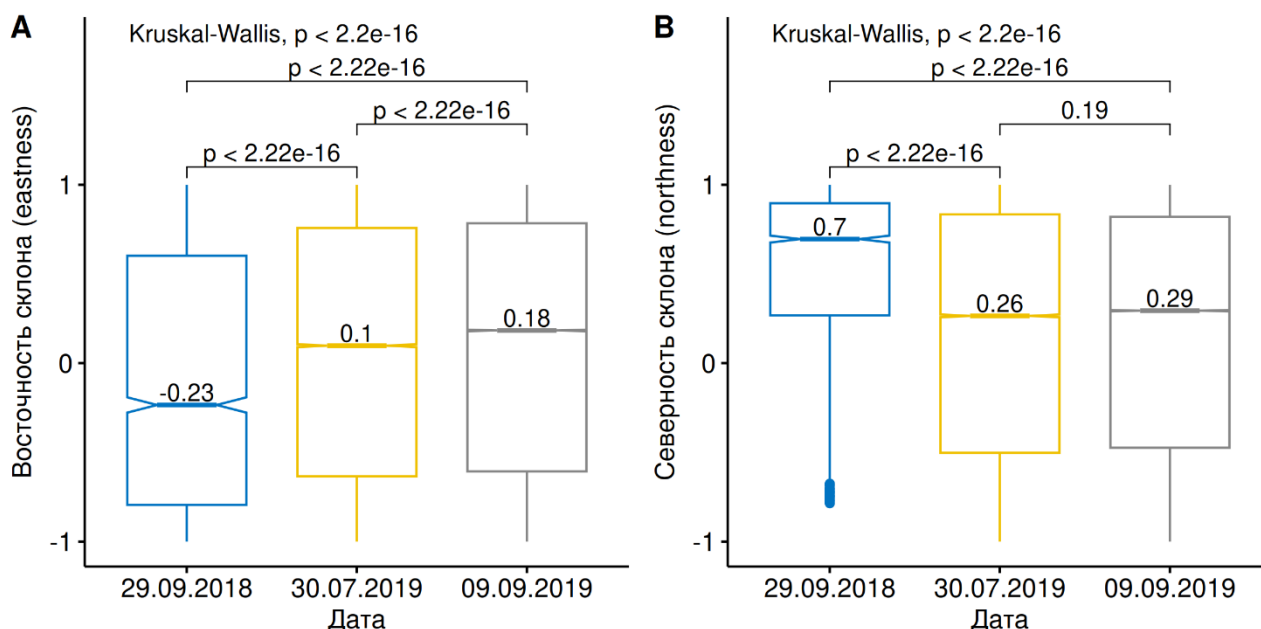 A
Kruskal-Wallis, p < 2.2e-16
p < 2.22e-16
p < 2.22e-16
p < 2.22e-16
Восточность склона (eastness)
1
0
-1
-0.23
0.1
0.18
29.09.2018
30.07.2019
09.09.2019
Дата
B
Kruskal-Wallis, p < 2.2e-16
p < 2.22e-16
0.19
p < 2.22e-16
Северность склона (northness)
1
0
-1
0.7
0.26
0.29
29.09.2018
30.07.2019
09.09.2019
Дата